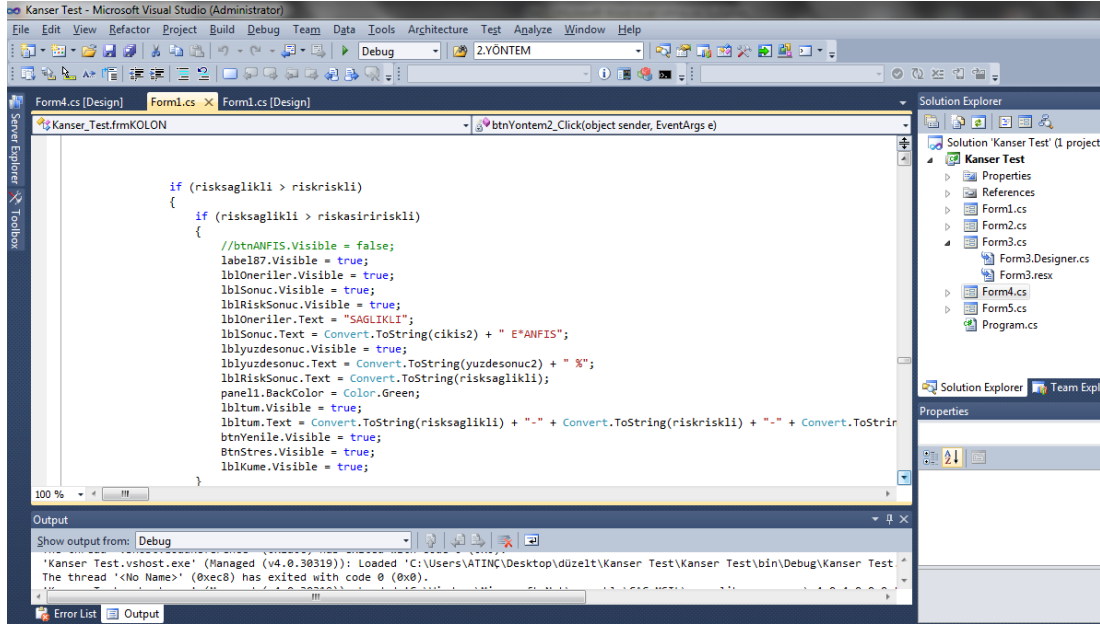 Kanser Test - Microsoft Visual Studio (Administrator)
File Edit View Refactor Project Build Debug Team Data Tools Architecture Test Analyze Window Help
Debug 2.YÖNTEM
Form4.cs [Design] Form1.cs Form1.cs [Design]
Kanser_Test.frmKOLON btnYontem2_Click(object sender, EventArgs e)
Server Explorer
Toolbox
if (risksaglikli > riskriskli)
{
if (risksaglikli > riskasiririskli)
{
//btnANFIS.Visible = false;
label87.Visible = true;
lblOneriler.Visible = true;
lblSonuc.Visible = true;
lblRiskSonuc.Visible = true;
lblOneriler.Text = "SAGLIKLI";
lblSonuc.Text = Convert.ToString(cikis2) + " E*ANFIS";
lblyuzdesonuc.Visible = true;
lblyuzdesonuc.Text = Convert.ToString(yuzdesonuc2) + " %";
lblRiskSonuc.Text = Convert.ToString(risksaglikli);
panel1.BackColor = Color.Green;
lbltum.Visible = true;
lbltum.Text = Convert.ToString(risksaglikli) + "-" + Convert.ToString(riskriskli) + "-" + Convert.ToStrin
btnYenile.Visible = true;
BtnStres.Visible = true;
lblKume.Visible = true;
}
100 %
Output
Show output from: Debug
'Kanser Test.vshost.exe' (Managed (v4.0.30319)): Loaded 'C:\Users\ATINÇ\Desktop\düzelt\Kanser Test\Kanser Test\bin\Debug\Kanser Test.
The thread '<No Name>' (0xec8) has exited with code 0 (0x0).
Error List Output
Solution Explorer
Solution 'Kanser Test' (1 project
Kanser Test
Properties
References
Form1.cs
Form2.cs
Form3.cs
Form3.Designer.cs
Form3.resx
Form4.cs
Form5.cs
Program.cs
Solution Explorer Team Expl
Properties